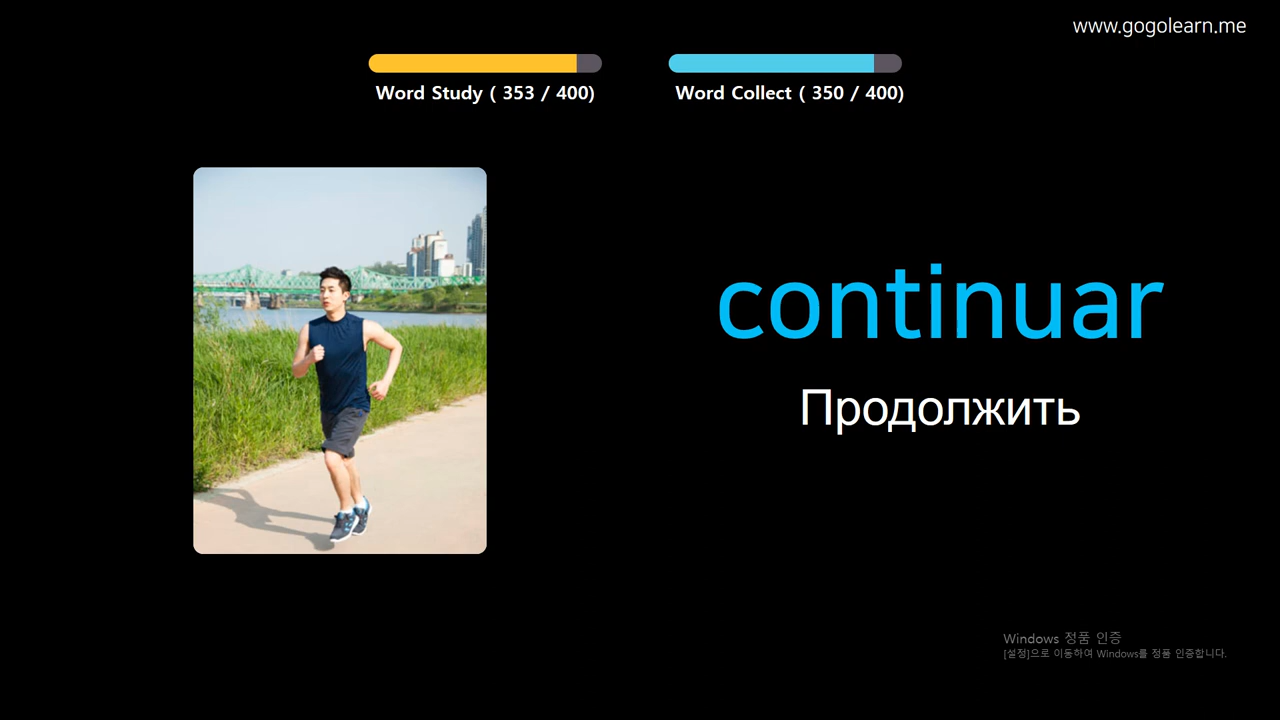 www.gogolearn.me
Word Study ( 353 / 400)
Word Collect ( 350 / 400)
continuar
Продолжить
Windows 정품 인증
[설정]으로 이동하여 Windows를 정품 인증합니다.